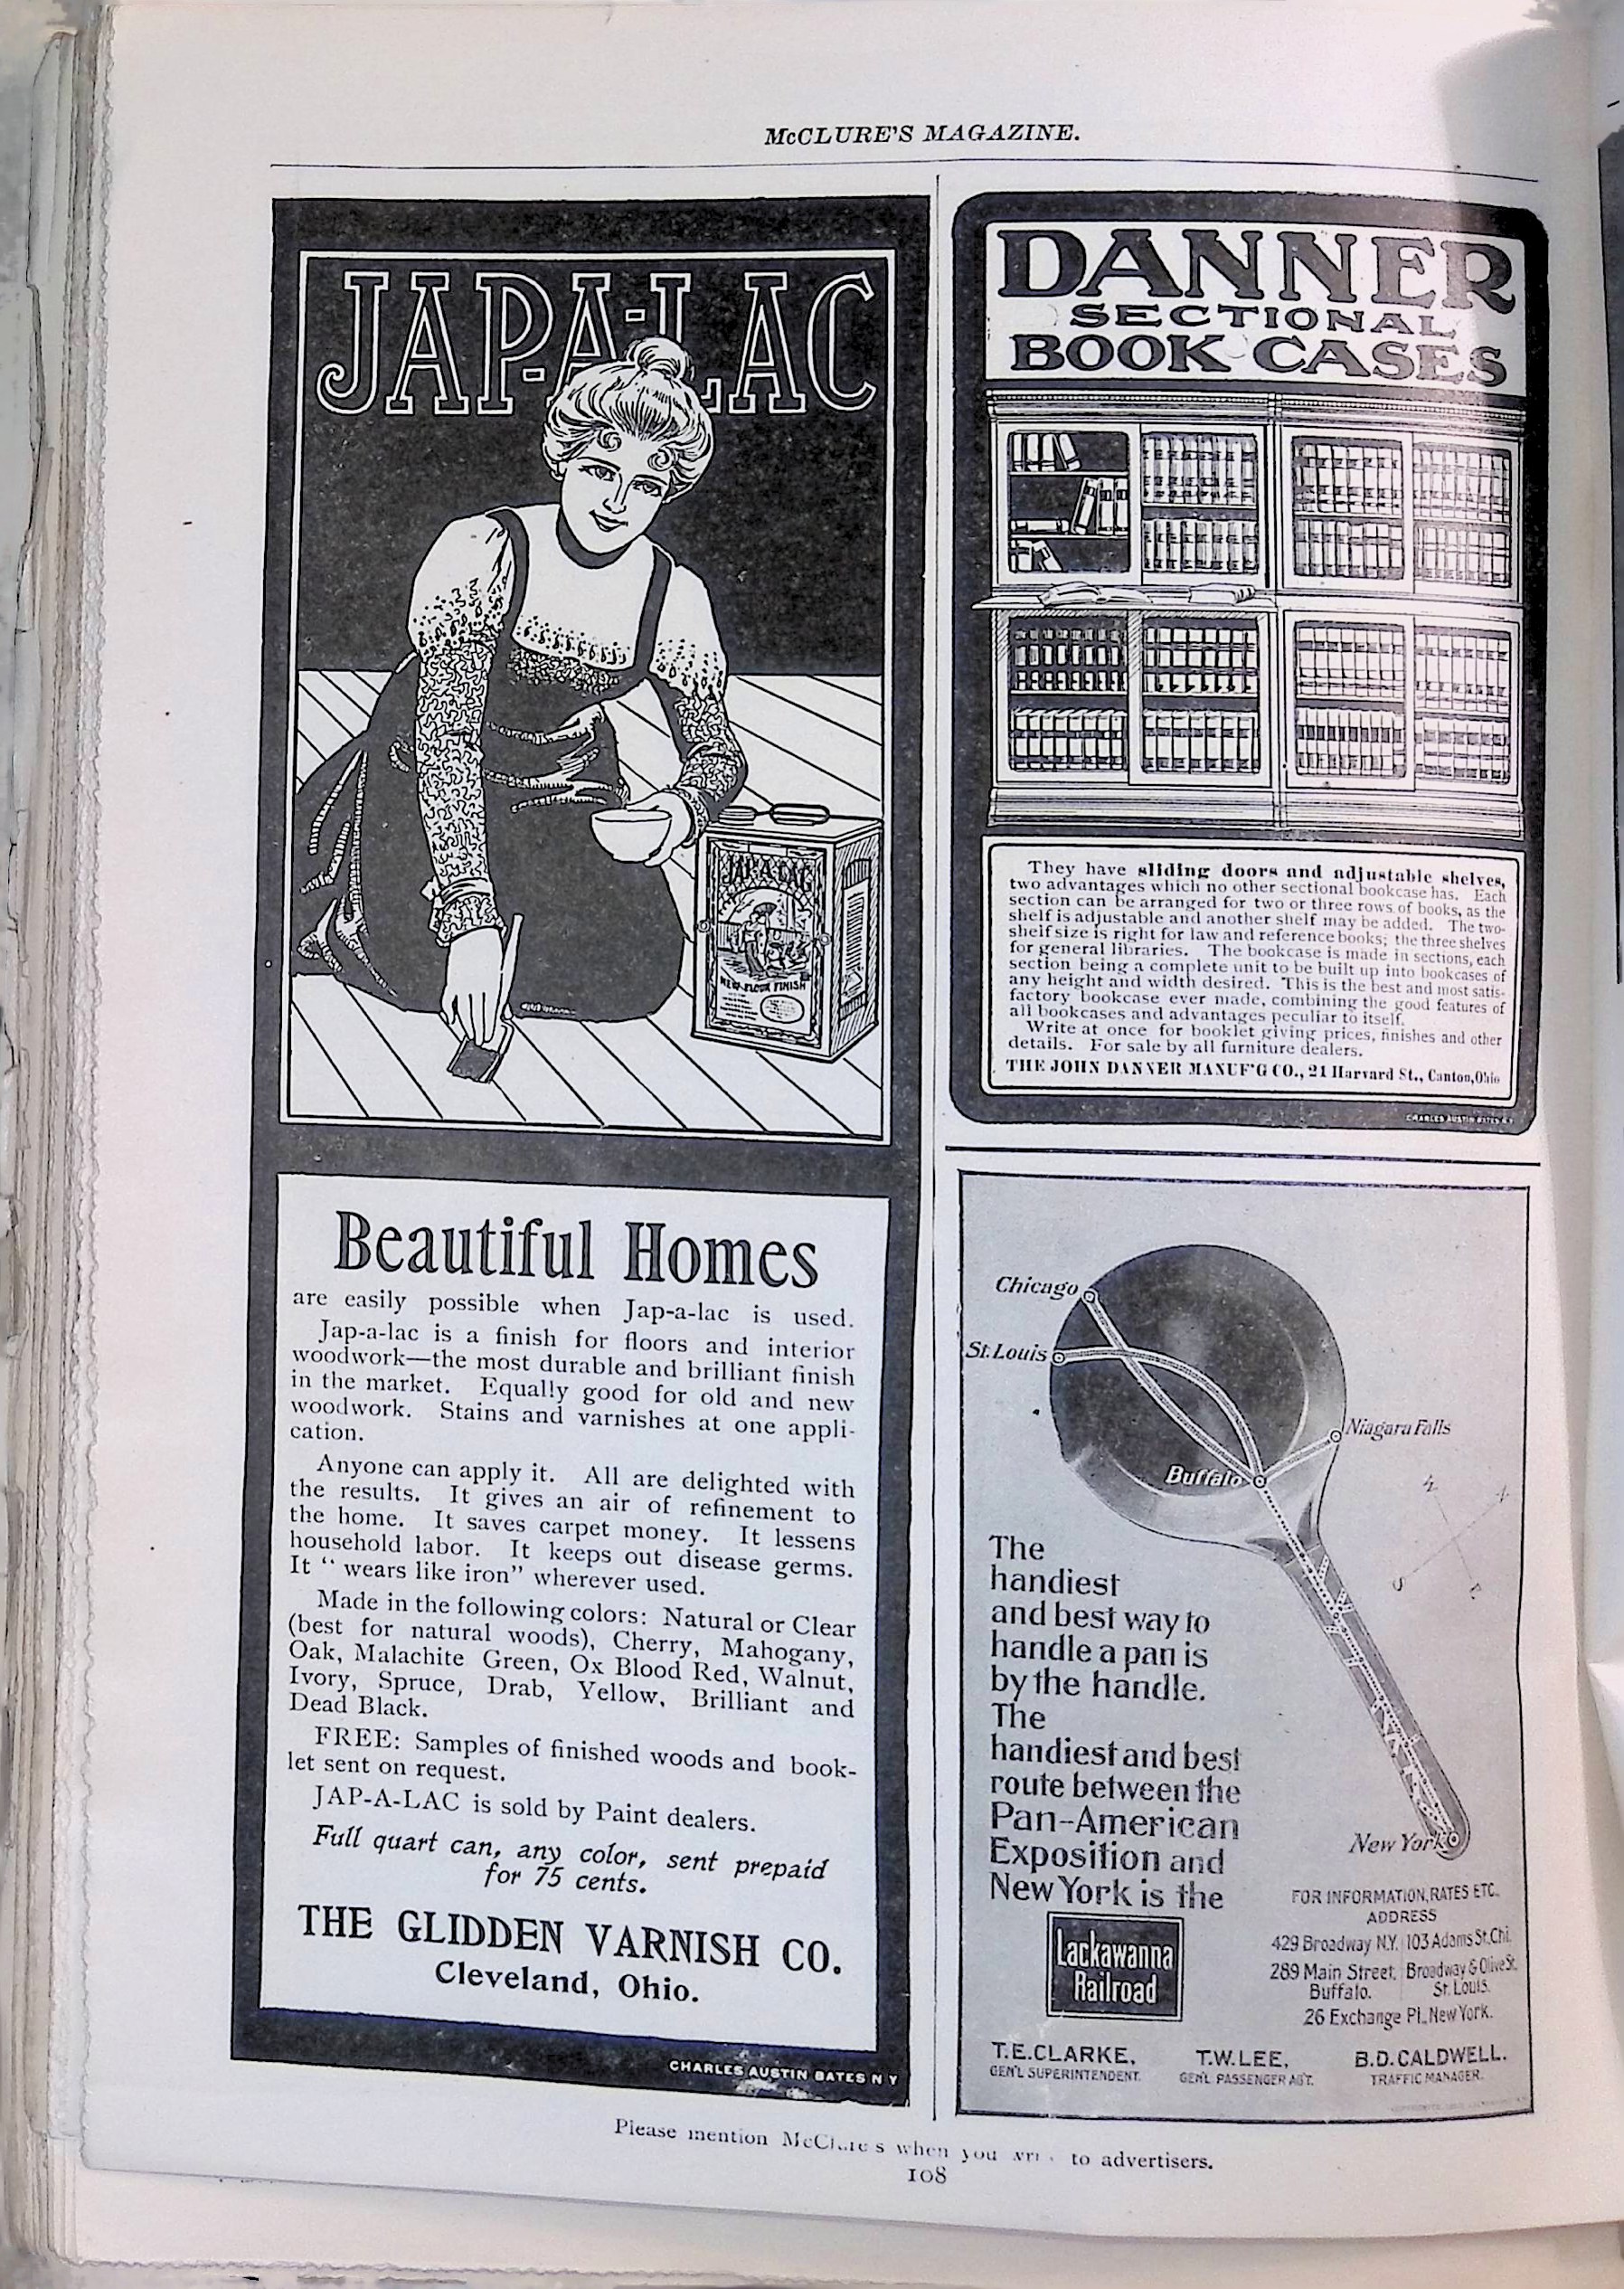 McCLURE'S MAGAZINE.
JAP-A-LAC
JAP-A-LAC
NEW FLOOR FINISH
Beautiful Homes
are easily possible when Jap-a-lac is used.
Jap-a-lac is a finish for floors and interior
woodwork—the most durable and brilliant finish
in the market. Equally good for old and new
woodwork. Stains and varnishes at one appli-
cation.
Anyone can apply it. All are delighted with
the results. It gives an air of refinement to
the home. It saves carpet money. It lessens
household labor. It keeps out disease germs.
It "wears like iron" wherever used.
Made in the following colors: Natural or Clear
(best for natural woods), Cherry, Mahogany,
Oak, Malachite Green, Ox Blood Red, Walnut,
Ivory, Spruce, Drab, Yellow, Brilliant and
Dead Black.
FREE: Samples of finished woods and book-
let sent on request.
JAP-A-LAC is sold by Paint dealers.
Full quart can, any color, sent prepaid
for 75 cents.
THE GLIDDEN VARNISH CO.
Cleveland, Ohio.
CHARLES AUSTIN BATES N Y
DANNER
SECTIONAL
BOOK CASES
They have sliding doors and adjustable shelves,
two advantages which no other sectional bookcase has. Each
section can be arranged for two or three rows of books, as the
shelf is adjustable and another shelf may be added. The two-
shelf size is right for law and reference books; the three shelves
for general libraries. The bookcase is made in sections, each
section being a complete unit to be built up into bookcases of
any height and width desired. This is the best and most satis-
factory bookcase ever made, combining the good features of
all bookcases and advantages peculiar to itself.
Write at once for booklet giving prices, finishes and other
details. For sale by all furniture dealers.
THE JOHN DANNER MANUF'G CO., 21 Harvard St., Canton, Ohio
CHARLES AUSTIN BATES N.Y.
Chicago
St. Louis
Niagara Falls
Buffalo
New York
The
handiest
and best way to
handle a pan is
by the handle.
The
handiest and best
route between the
Pan-American
Exposition and
New York is the
Lackawanna
Railroad
FOR INFORMATION, RATES ETC.
ADDRESS
429 Broadway N.Y. 103 Adams St. Chi.
289 Main Street, Broadway & Olive St.
Buffalo. St. Louis.
26 Exchange Pl., New York.
T.E. CLARKE, T.W. LEE, B.D. CALDWELL.
GEN'L SUPERINTENDENT. GEN'L PASSENGER AG'T. TRAFFIC MANAGER.
Please mention McClure's when you to advertisers.
108